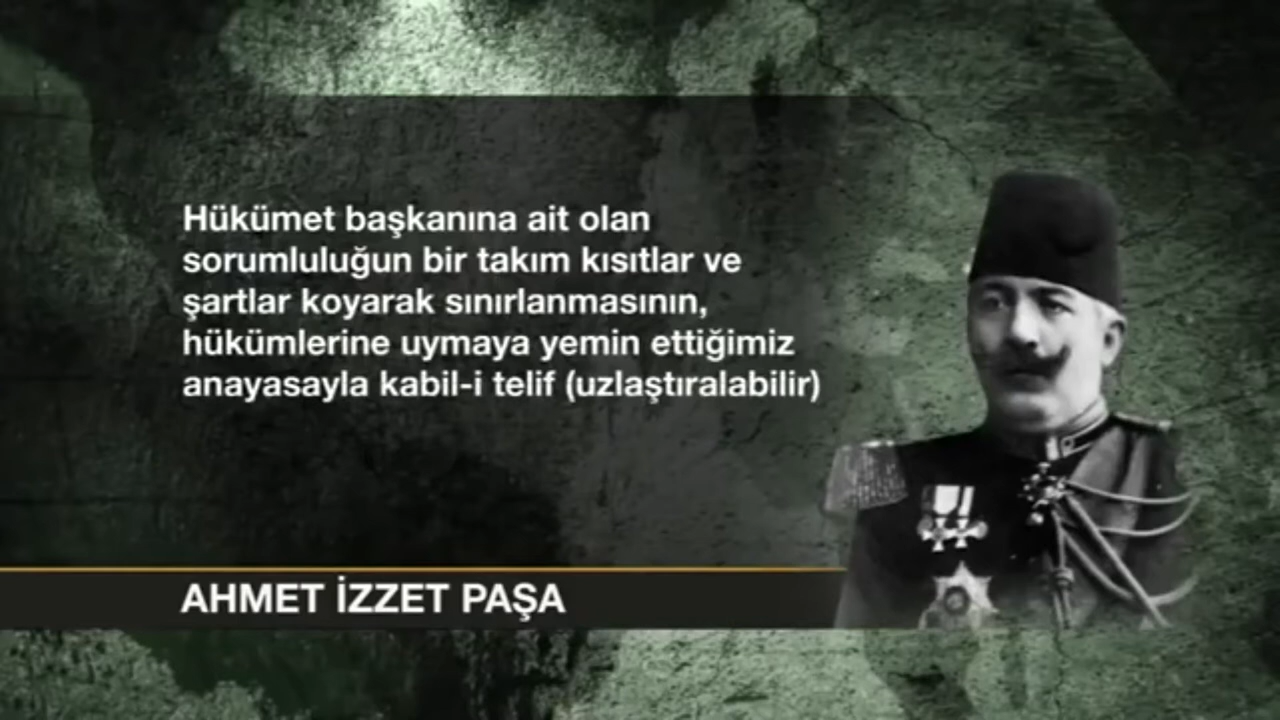 Hükümet başkanına ait olan
sorumluluğun bir takım kısıtlar ve
şartlar koyarak sınırlanmasının,
hükümlerine uymaya yemin ettiğimiz
anayasayla kabil-i telif (uzlaştıralabilir)
AHMET İZZET PAŞA